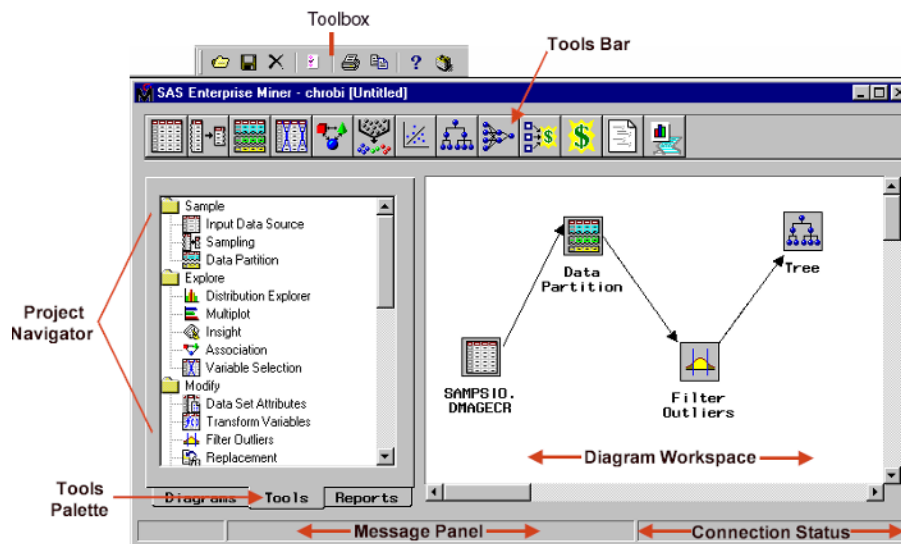 Toolbox
Tools Bar
SAS Enterprise Miner - chrobi [Untitled]
Project
Navigator
Sample
Input Data Source
Sampling
Data Partition
Explore
Distribution Explorer
Multiplot
Insight
Association
Variable Selection
Modify
Data Set Attributes
Transform Variables
Filter Outliers
Replacement
Data
Partition
Tree
SAMPSIO.
DMAGECR
Filter
Outliers
Diagram Workspace
Tools
Palette
Diagrams
Tools
Reports
Message Panel
Connection Status